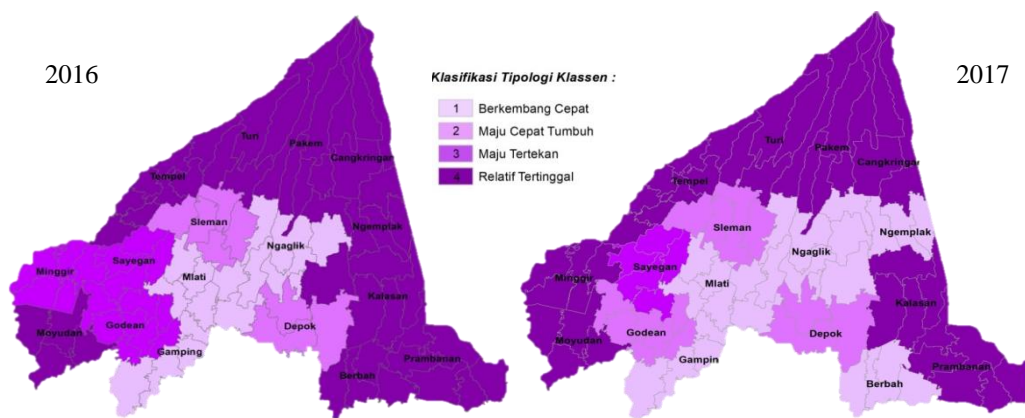 2016
Klasifikasi Tipologi Klassen :
1 Berkembang Cepat
2 Maju Cepat Tumbuh
3 Maju Tertekan
4 Relatif Tertinggal
2017
Turi
Pakem
Cangkringan
Tempel
Sleman
Ngemplak
Ngaglik
Sayegan
Minggir
Mlati
Kalasan
Godean
Depok
Moyudan
Gamping
Prambanan
Berbah
Turi
Pakem
Cangkringar
Tempel
Sleman
Ngemplak
Ngaglik
Sayegan
Minggir
Mlati
Kalasan
Godean
Depok
Moyudan
Gampin
Prambanan
Berbah